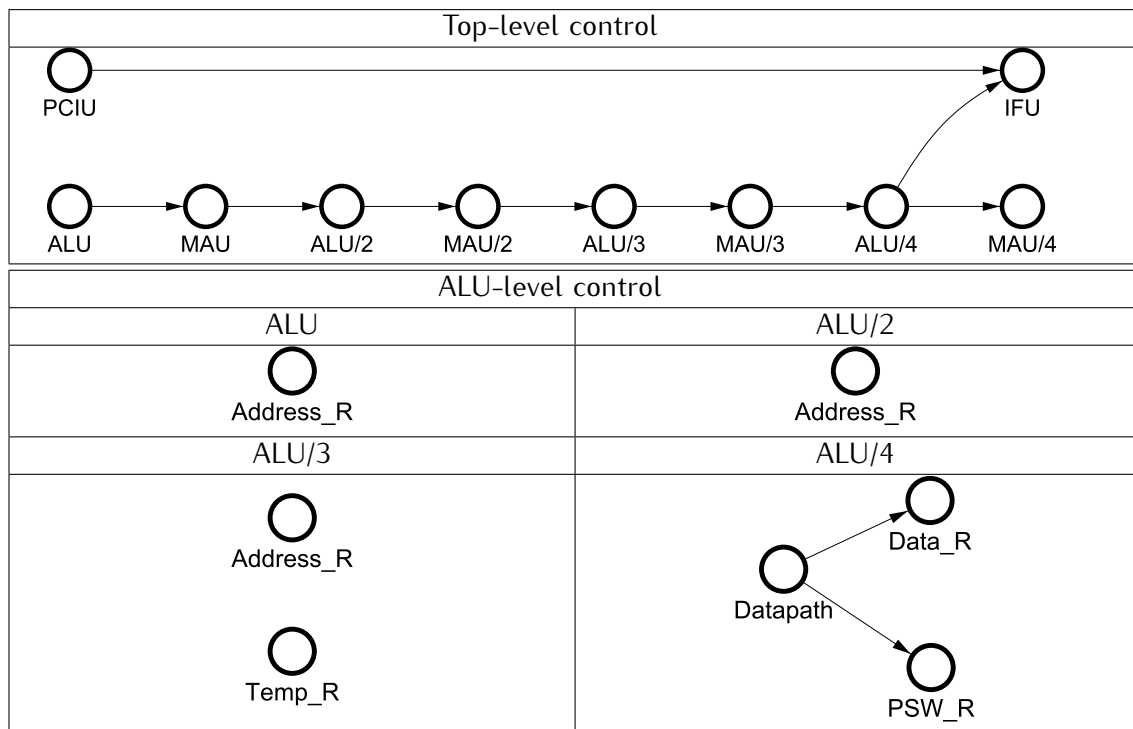 Top-level control
PCIU IFU
ALU MAU ALU/2 MAU/2 ALU/3 MAU/3 ALU/4 MAU/4
ALU-level control
ALU ALU/2
Address_R Address_R
ALU/3 ALU/4
Address_R
Temp_R
Data_R
Datapath
PSW_R